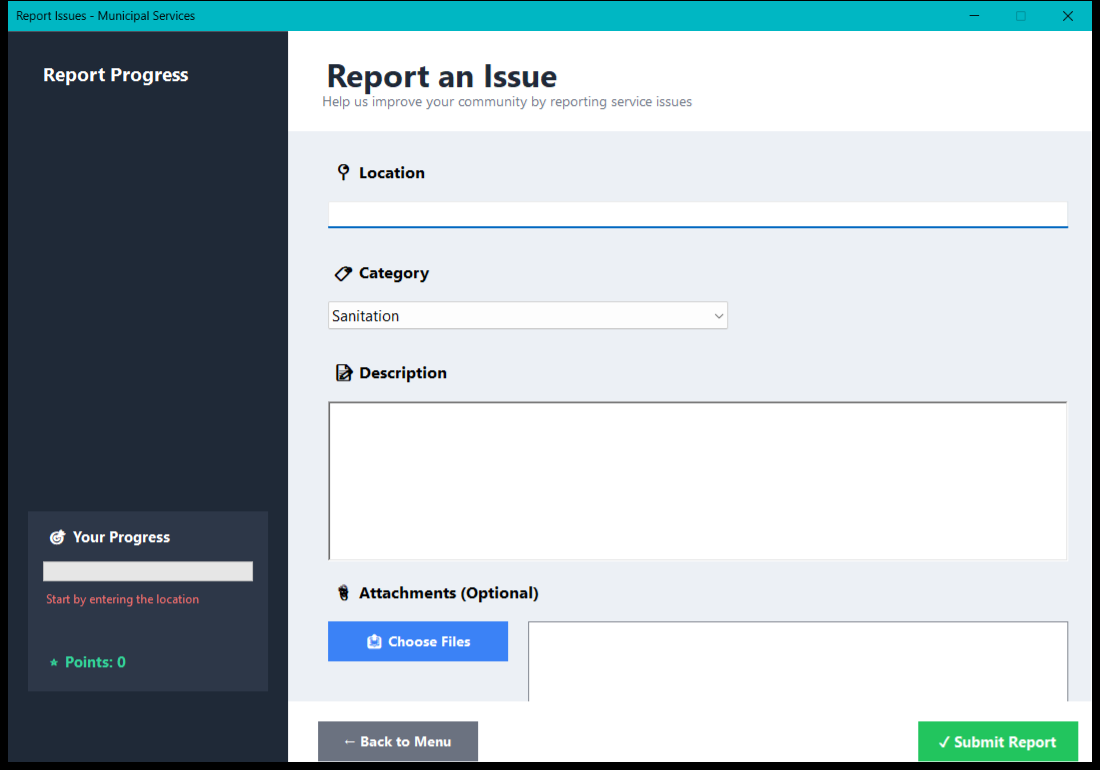 Report Issues - Municipal Services
Report Progress
Report an Issue
Help us improve your community by reporting service issues
Location
Category
Sanitation
Description
Attachments (Optional)
Choose Files
Your Progress
Start by entering the location
Points: 0
← Back to Menu
✓ Submit Report